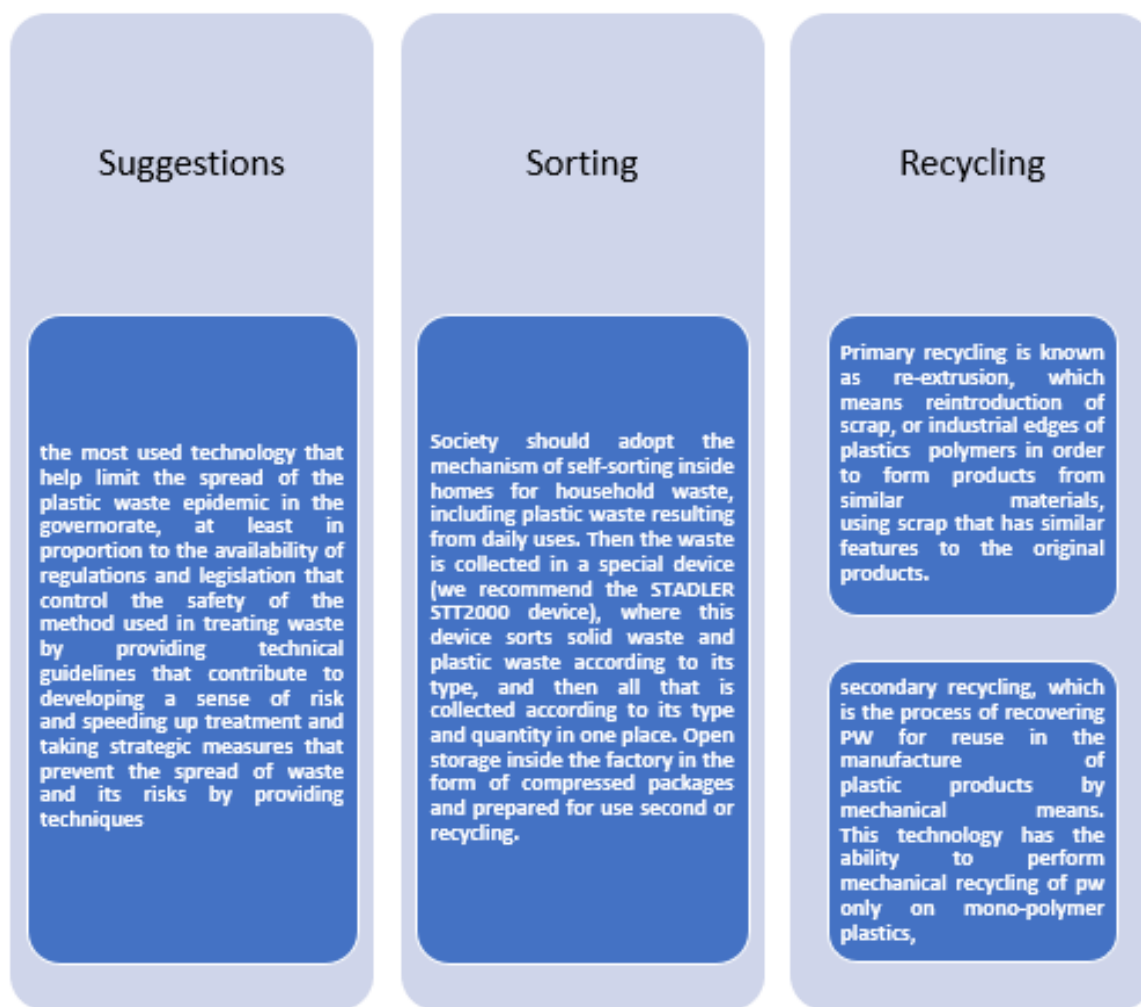 Suggestions
the most used technology that
help limit the spread of the
plastic waste epidemic in the
governorate, at least in
proportion to the availability of
regulations and legislation that
control the safety of the
method used in treating waste
by providing technical
guidelines that contribute to
developing a sense of risk
and speeding up treatment and
taking strategic measures that
prevent the spread of waste
and its risks by providing
techniques
Sorting
Society should adopt the
mechanism of self-sorting inside
homes for household waste,
including plastic waste resulting
from daily uses. Then the waste
is collected in a special device
(we recommend the STADLER
STT2000 device), where this
device sorts solid waste and
plastic waste according to its
type, and then all that is
collected according to its type
and quantity in one place. Open
storage inside the factory in the
form of compressed packages
and prepared for use second or
recycling.
Recycling
Primary recycling is known
as re-extrusion, which
means reintroduction of
scrap, or industrial edges of
plastics polymers in order
to form products from
similar materials,
using scrap that has similar
features to the original
products.
secondary recycling, which
is the process of recovering
PW for reuse in the
manufacture of
plastic products by
mechanical means.
This technology has the
ability to perform
mechanical recycling of pw
only on mono-polymer
plastics,